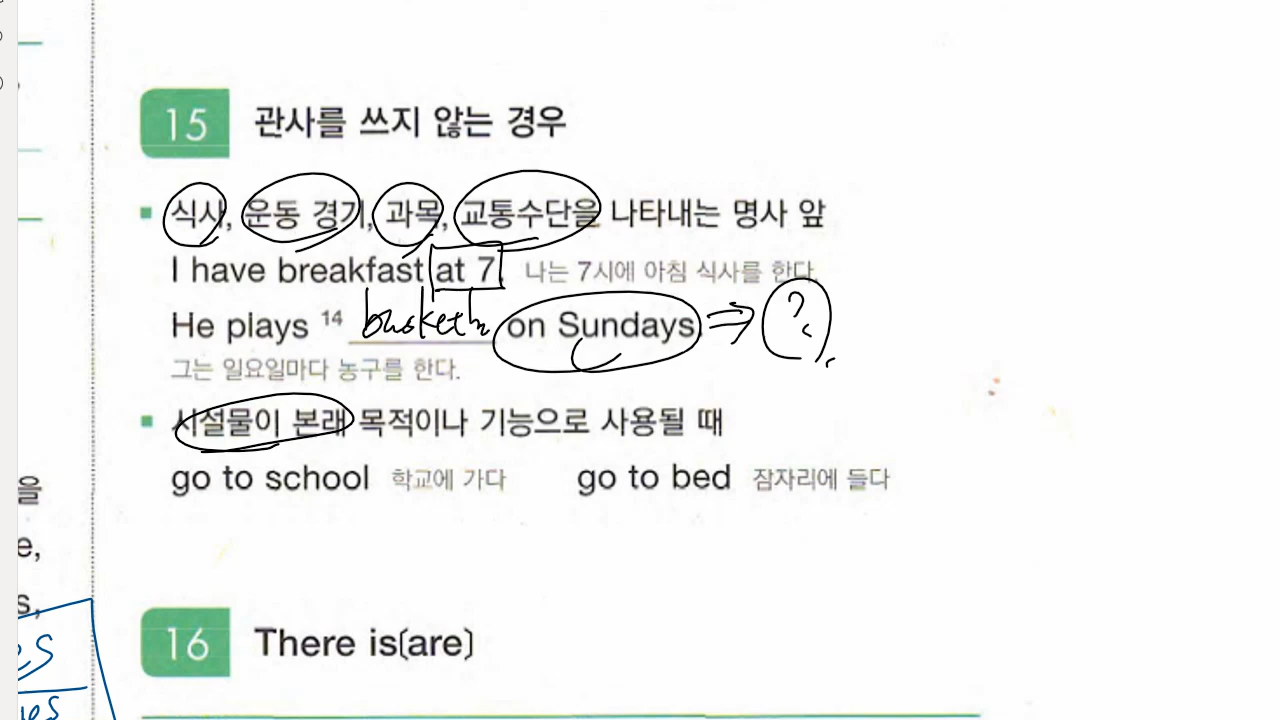 15 관사를 쓰지 않는 경우
식사, 운동 경기, 과목, 교통수단을 나타내는 명사 앞
I have breakfast at 7. 나는 7시에 아침 식사를 한다.
He plays 14 on Sundays. ⇒ ?
그는 일요일마다 농구를 한다.
시설물이 본래 목적이나 기능으로 사용될 때
go to school 학교에 가다 go to bed 잠자리에 들다
을
e,
s,
16 There is(are)